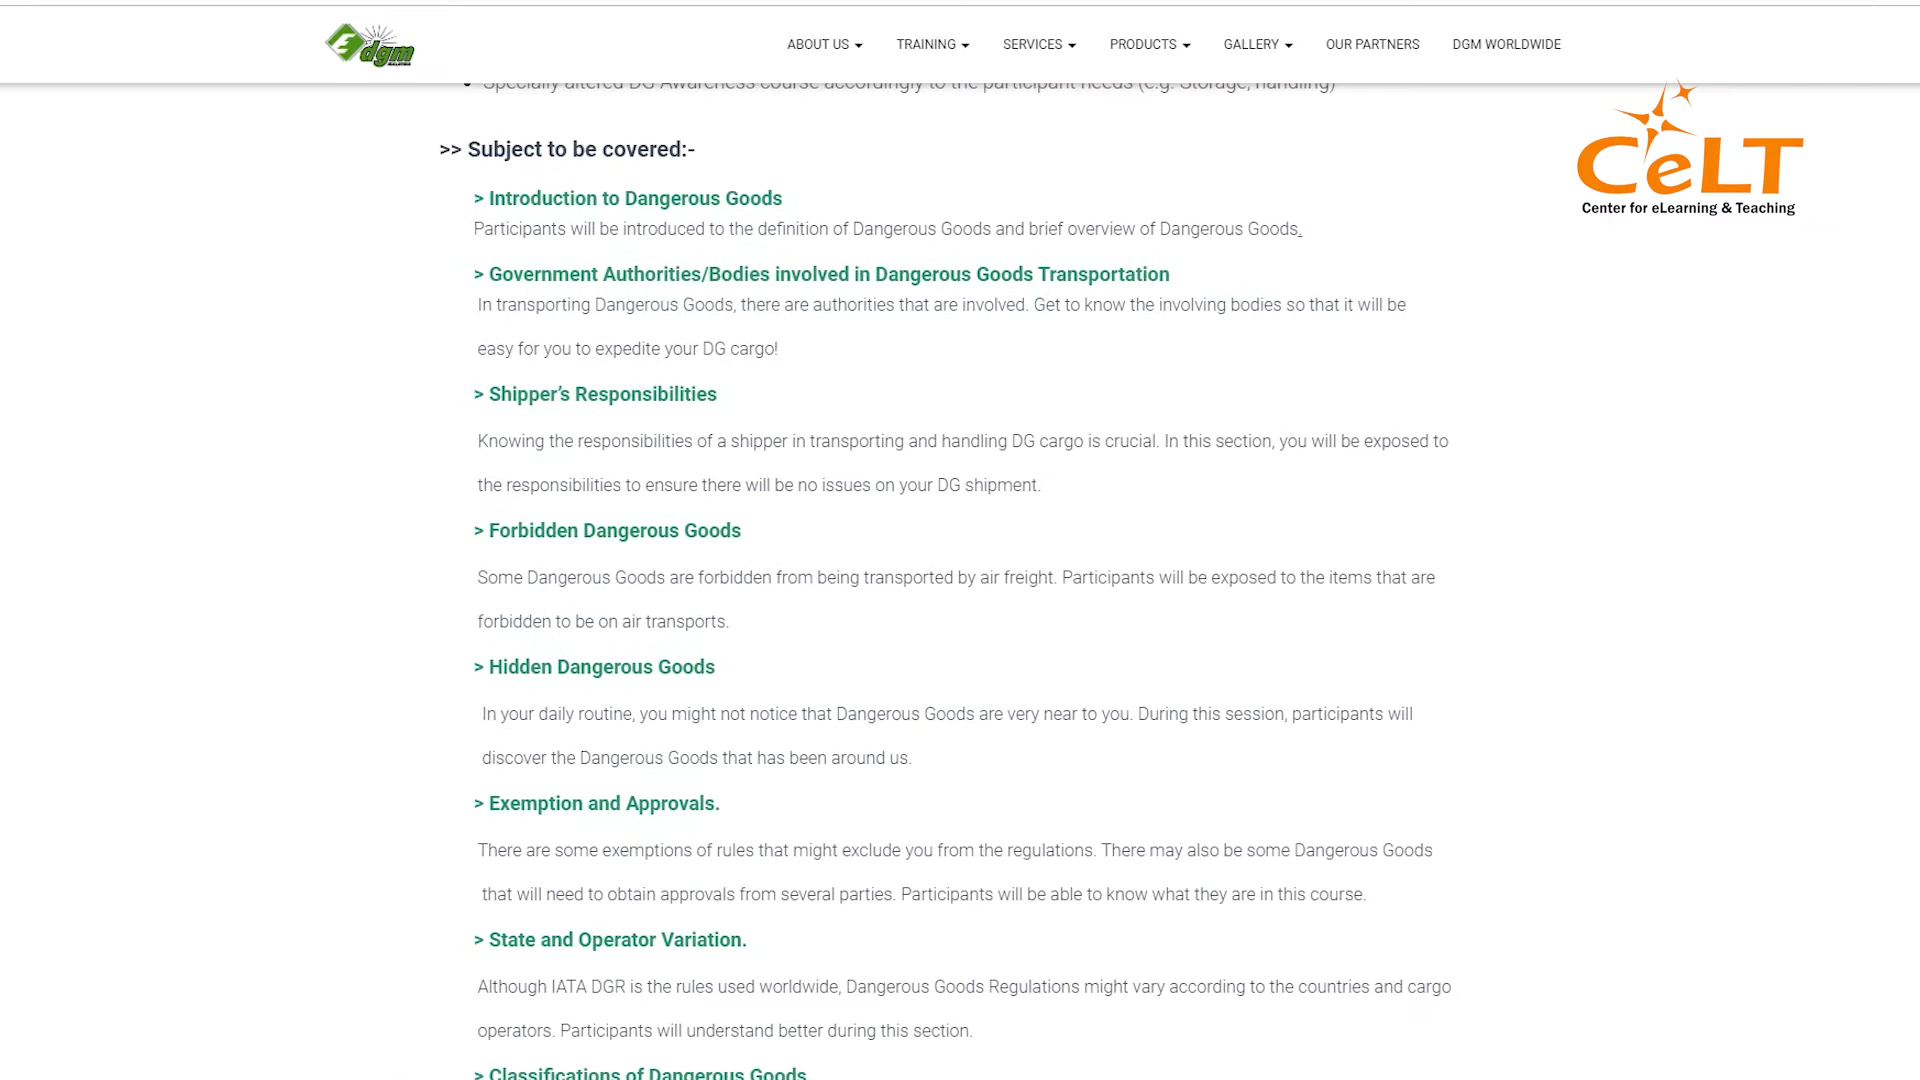 dgm
ABOUT US
TRAINING
SERVICES
PRODUCTS
GALLERY
OUR PARTNERS
DGM WORLDWIDE
Specially altered DG Awareness course accordingly to the participant needs (e.g. Storage, handling)
CeLT
Center for eLearning & Teaching
>> Subject to be covered:-
> Introduction to Dangerous Goods
Participants will be introduced to the definition of Dangerous Goods and brief overview of Dangerous Goods.
> Government Authorities/Bodies involved in Dangerous Goods Transportation
In transporting Dangerous Goods, there are authorities that are involved. Get to know the involving bodies so that it will be
easy for you to expedite your DG cargo!
> Shipper’s Responsibilities
Knowing the responsibilities of a shipper in transporting and handling DG cargo is crucial. In this section, you will be exposed to
the responsibilities to ensure there will be no issues on your DG shipment.
> Forbidden Dangerous Goods
Some Dangerous Goods are forbidden from being transported by air freight. Participants will be exposed to the items that are
forbidden to be on air transports.
> Hidden Dangerous Goods
In your daily routine, you might not notice that Dangerous Goods are very near to you. During this session, participants will
discover the Dangerous Goods that has been around us.
> Exemption and Approvals.
There are some exemptions of rules that might exclude you from the regulations. There may also be some Dangerous Goods
that will need to obtain approvals from several parties. Participants will be able to know what they are in this course.
> State and Operator Variation.
Although IATA DGR is the rules used worldwide, Dangerous Goods Regulations might vary according to the countries and cargo
operators. Participants will understand better during this section.
> Classifications of Dangerous Goods